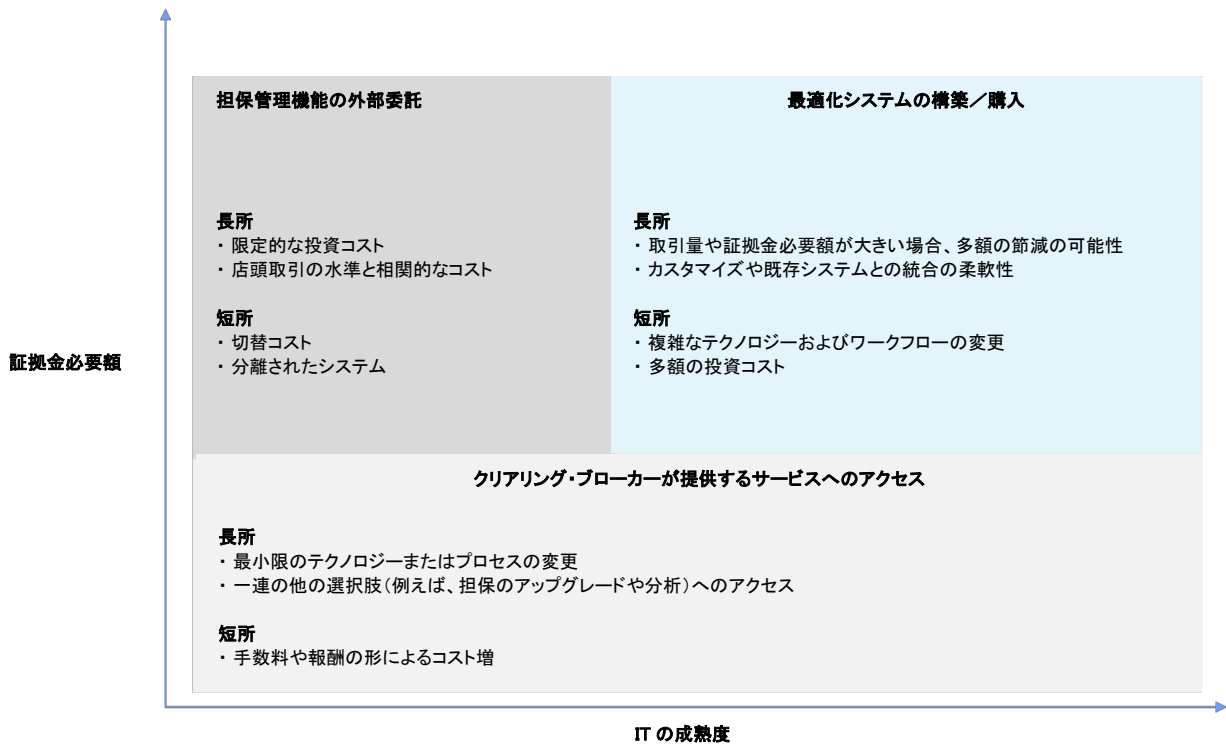 担保管理機能の外部委託
長所
・ 限定的な投資コスト
・ 店頭取引の水準と相関的なコスト
短所
・ 切替コスト
・ 分離されたシステム
最適化システムの構築／購入
長所
・ 取引量や証拠金必要額が大きい場合、多額の節減の可能性
・ カスタマイズや既存システムとの統合の柔軟性
短所
・ 複雑なテクノロジーおよびワークフローの変更
・ 多額の投資コスト
証拠金必要額
クリアリング・ブローカーが提供するサービスへのアクセス
長所
・ 最小限のテクノロジーまたはプロセスの変更
・ 一連の他の選択肢（例えば、担保のアップグレードや分析）へのアクセス
短所
・ 手数料や報酬の形によるコスト増
IT の成熟度